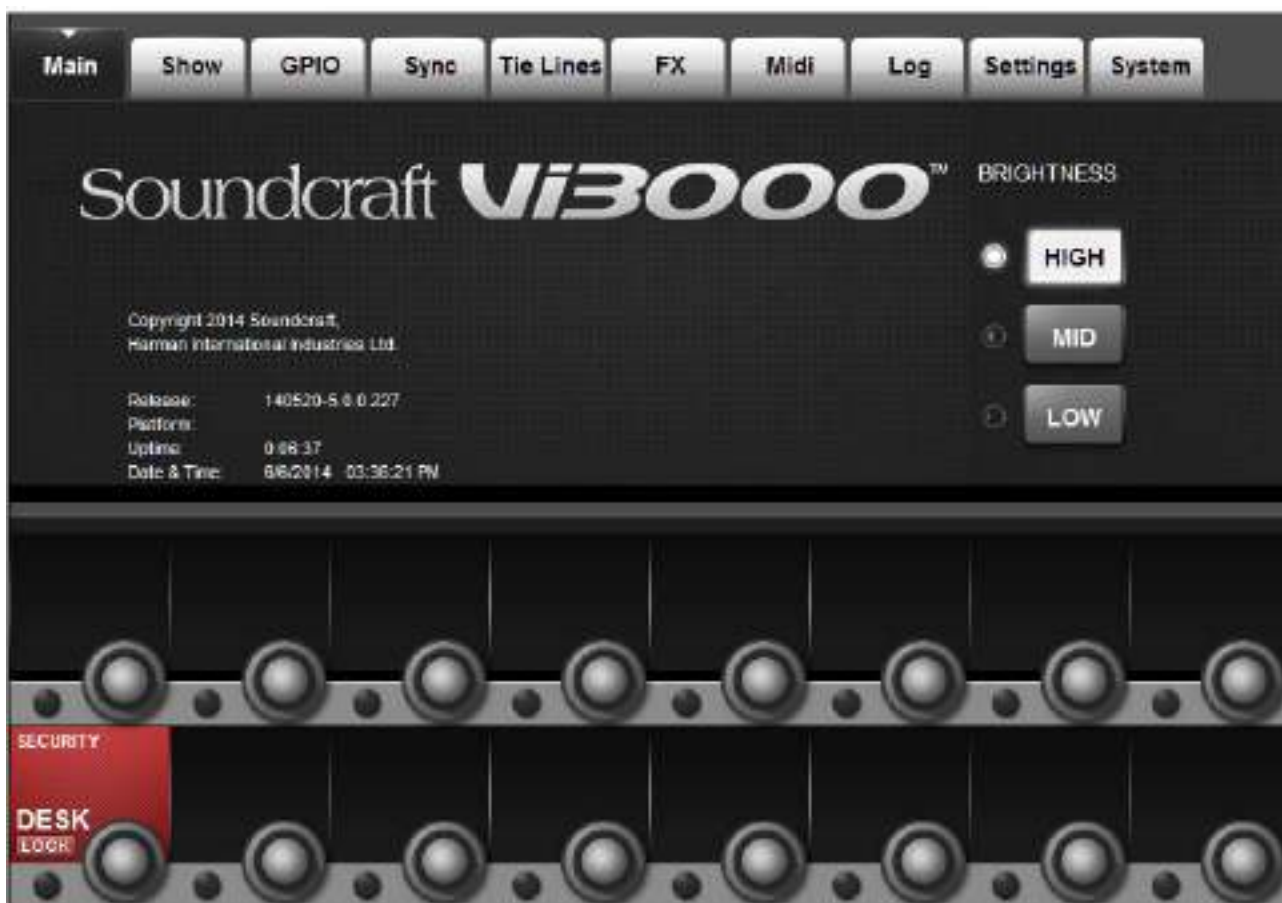 Main Show GPIO Sync Tie Lines FX Midi Log Settings System
Soundcraft Vi3000™
BRIGHTNESS
HIGH
MID
LOW
Copyright 2014 Soundcraft,
Harman International Industries Ltd.
Release: 140520-5.0.0.227
Platform:
Uptime: 0:06:37
Date & Time: 6/6/2014 03:36:21 PM
SECURITY
DESK
LOCK